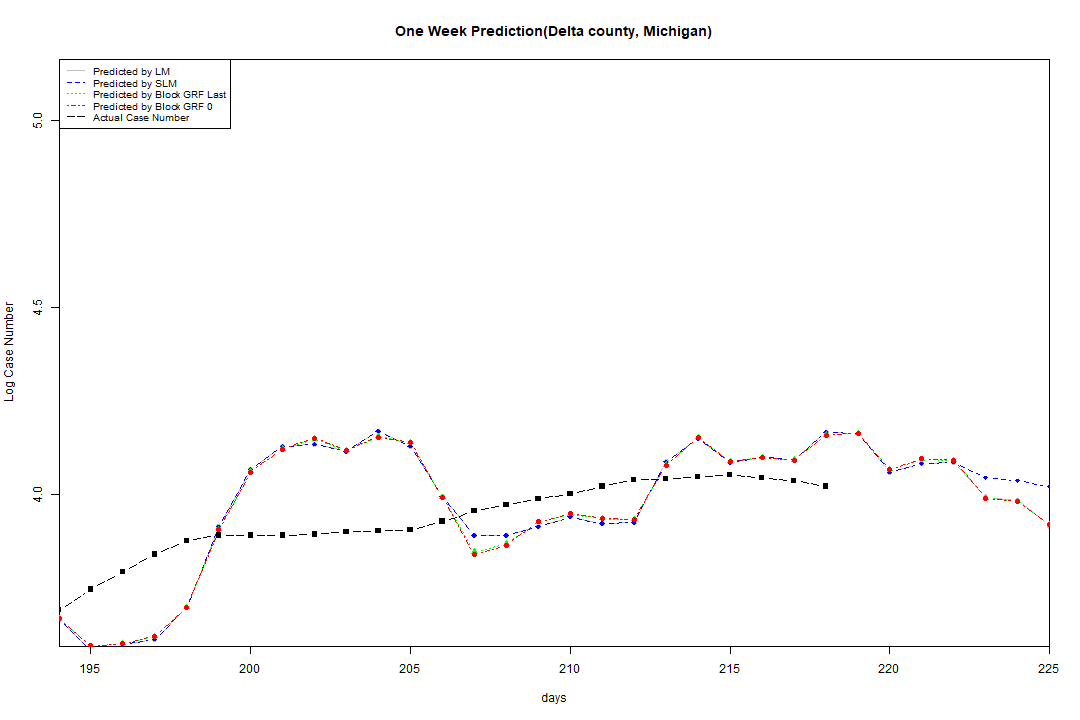 One Week Prediction(Delta county, Michigan)
Predicted by LM
Predicted by SLM
Predicted by Block GRF Last
Predicted by Block GRF 0
Actual Case Number
5.0
4.5
4.0
Log Case Number
195 200 205 210 215 220 225
days